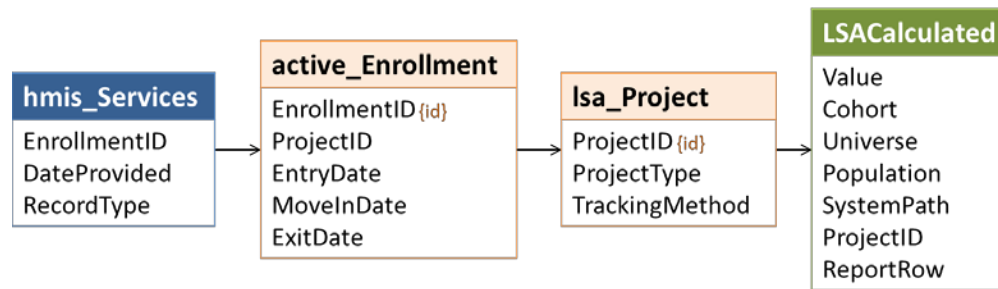 hmis_Services
EnrollmentID
DateProvided
RecordType
active_Enrollment
EnrollmentID {id}
ProjectID
EntryDate
MoveInDate
ExitDate
lsa_Project
ProjectID {id}
ProjectType
TrackingMethod
LSACalculated
Value
Cohort
Universe
Population
SystemPath
ProjectID
ReportRow